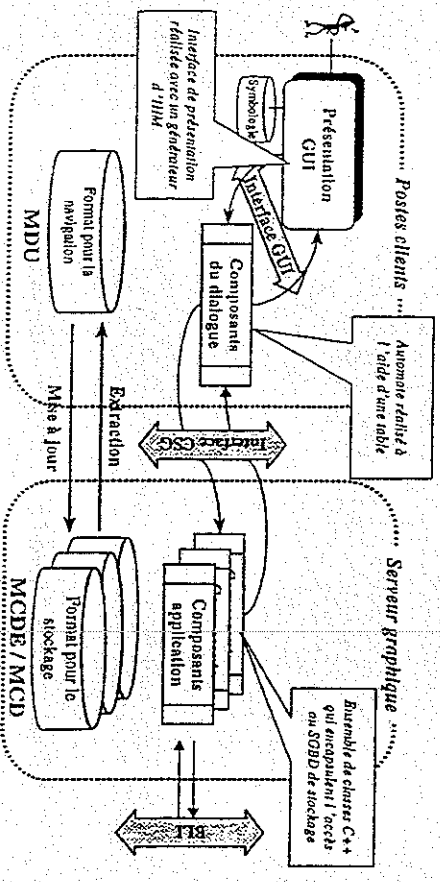 Postes clients ...
Serveur graphique ...
Présentation
GUI
Symbologie
Interface de présentation
réalisée avec un générateur
d'IHM
Interface GUI
Composants
du dialogue
Automate réalisé à
l'aide d'une table
Interface CSG
Composants
application
Ensemble de classes C++
qui encapsulent l'accès
au SGBD de stockage
BLI
Format pour la
navigation
MDU
Extraction
Mise à jour
Format pour le
stockage
MCDE / MCD